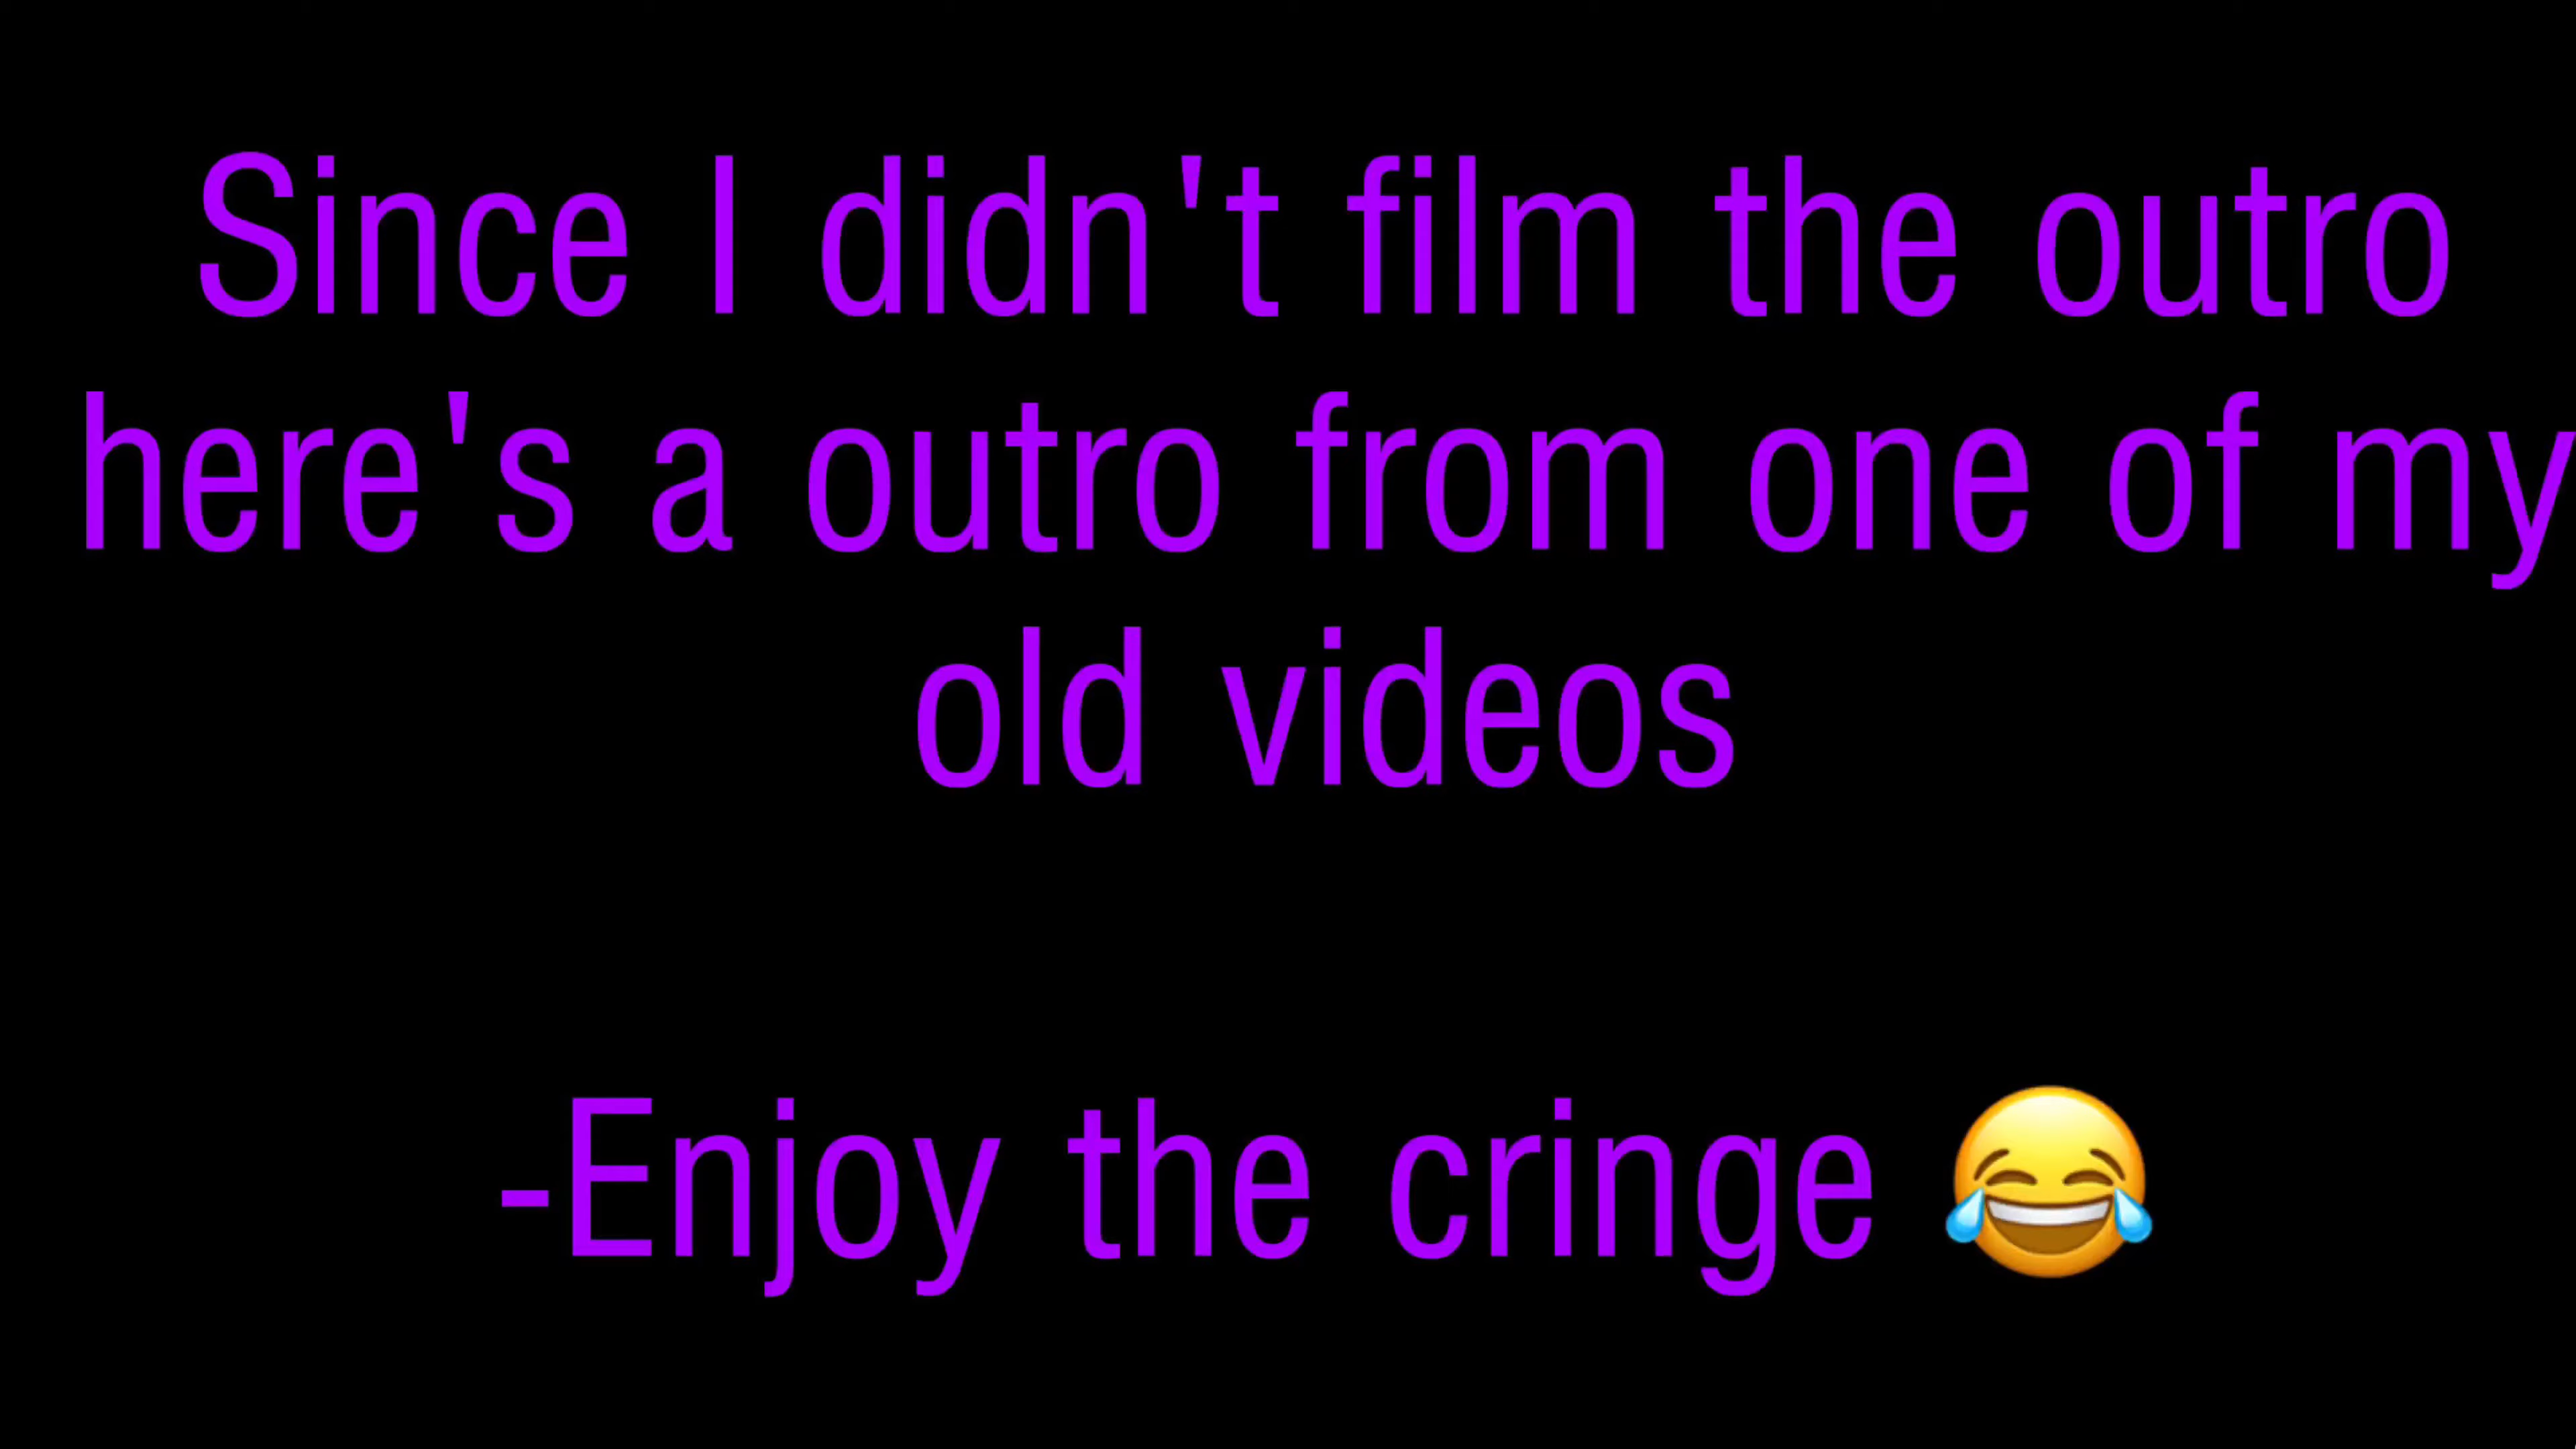 Since I didn't film the outro
here's a outro from one of my
old videos
-Enjoy the cringe 😂